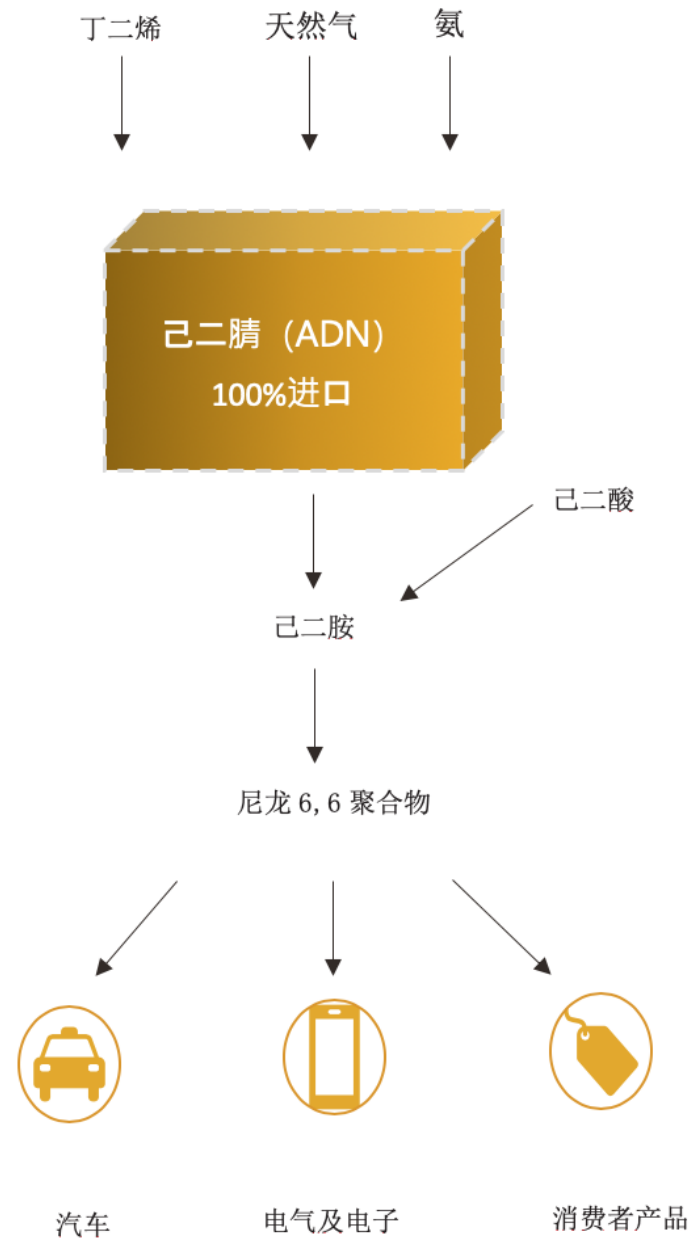 丁二烯 天然气 氨
己二腈（ADN）
100%进口
己二酸
己二胺
尼龙 6,6 聚合物
汽车 电气及电子 消费者产品